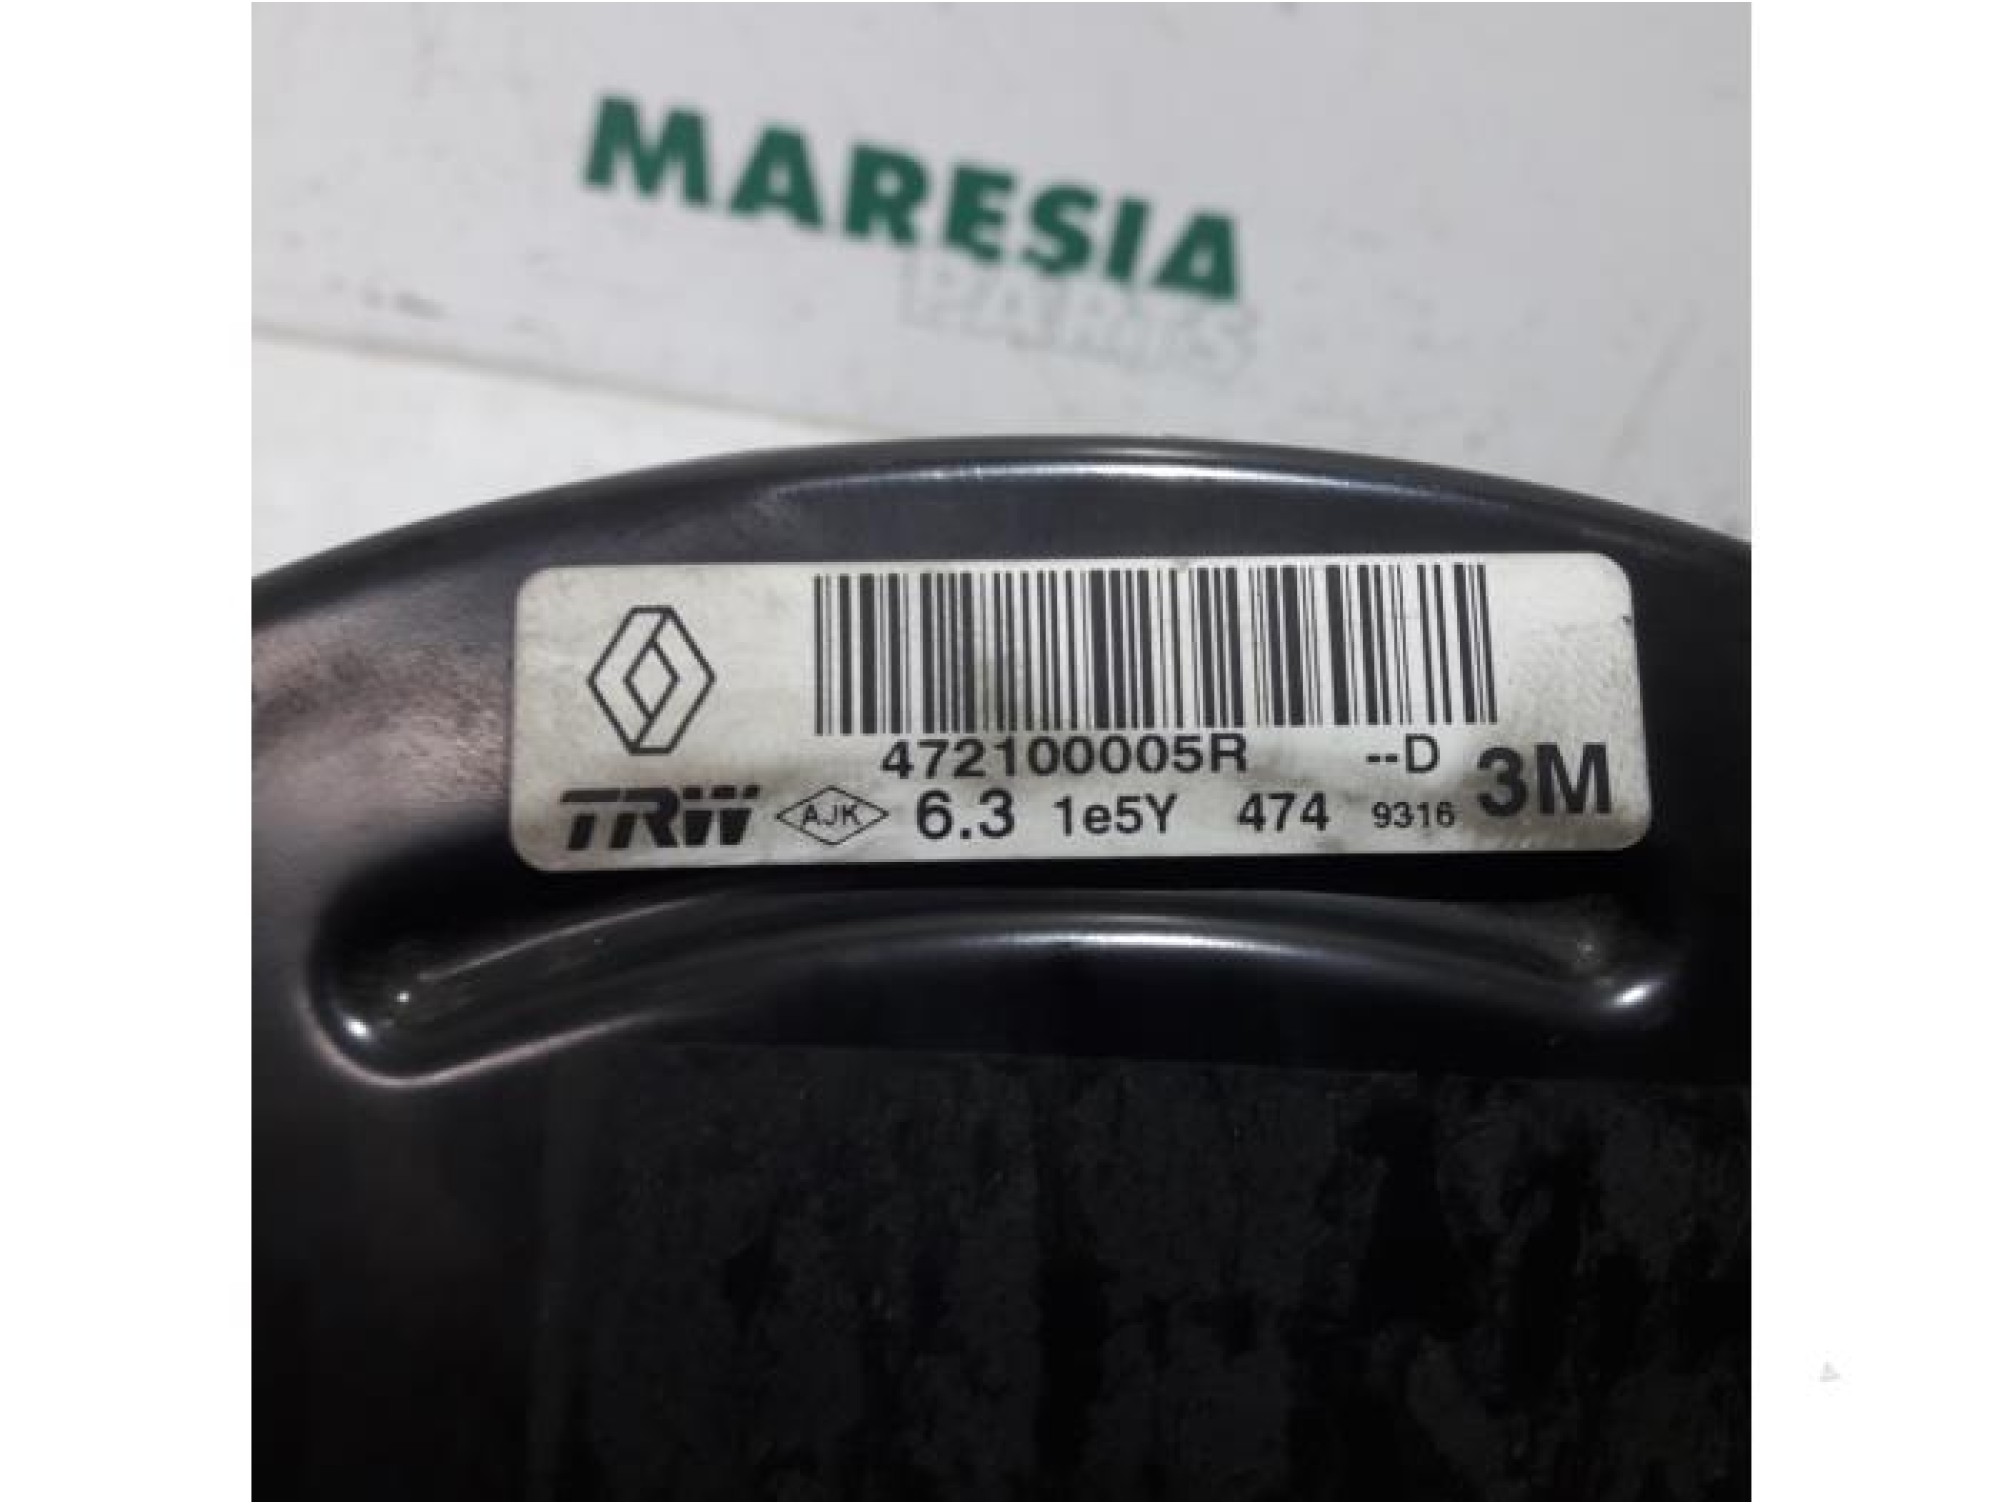 MARESIA
PARTS
472100005R --D
TRW AJK 6.3 1e5Y 474 9316 3M